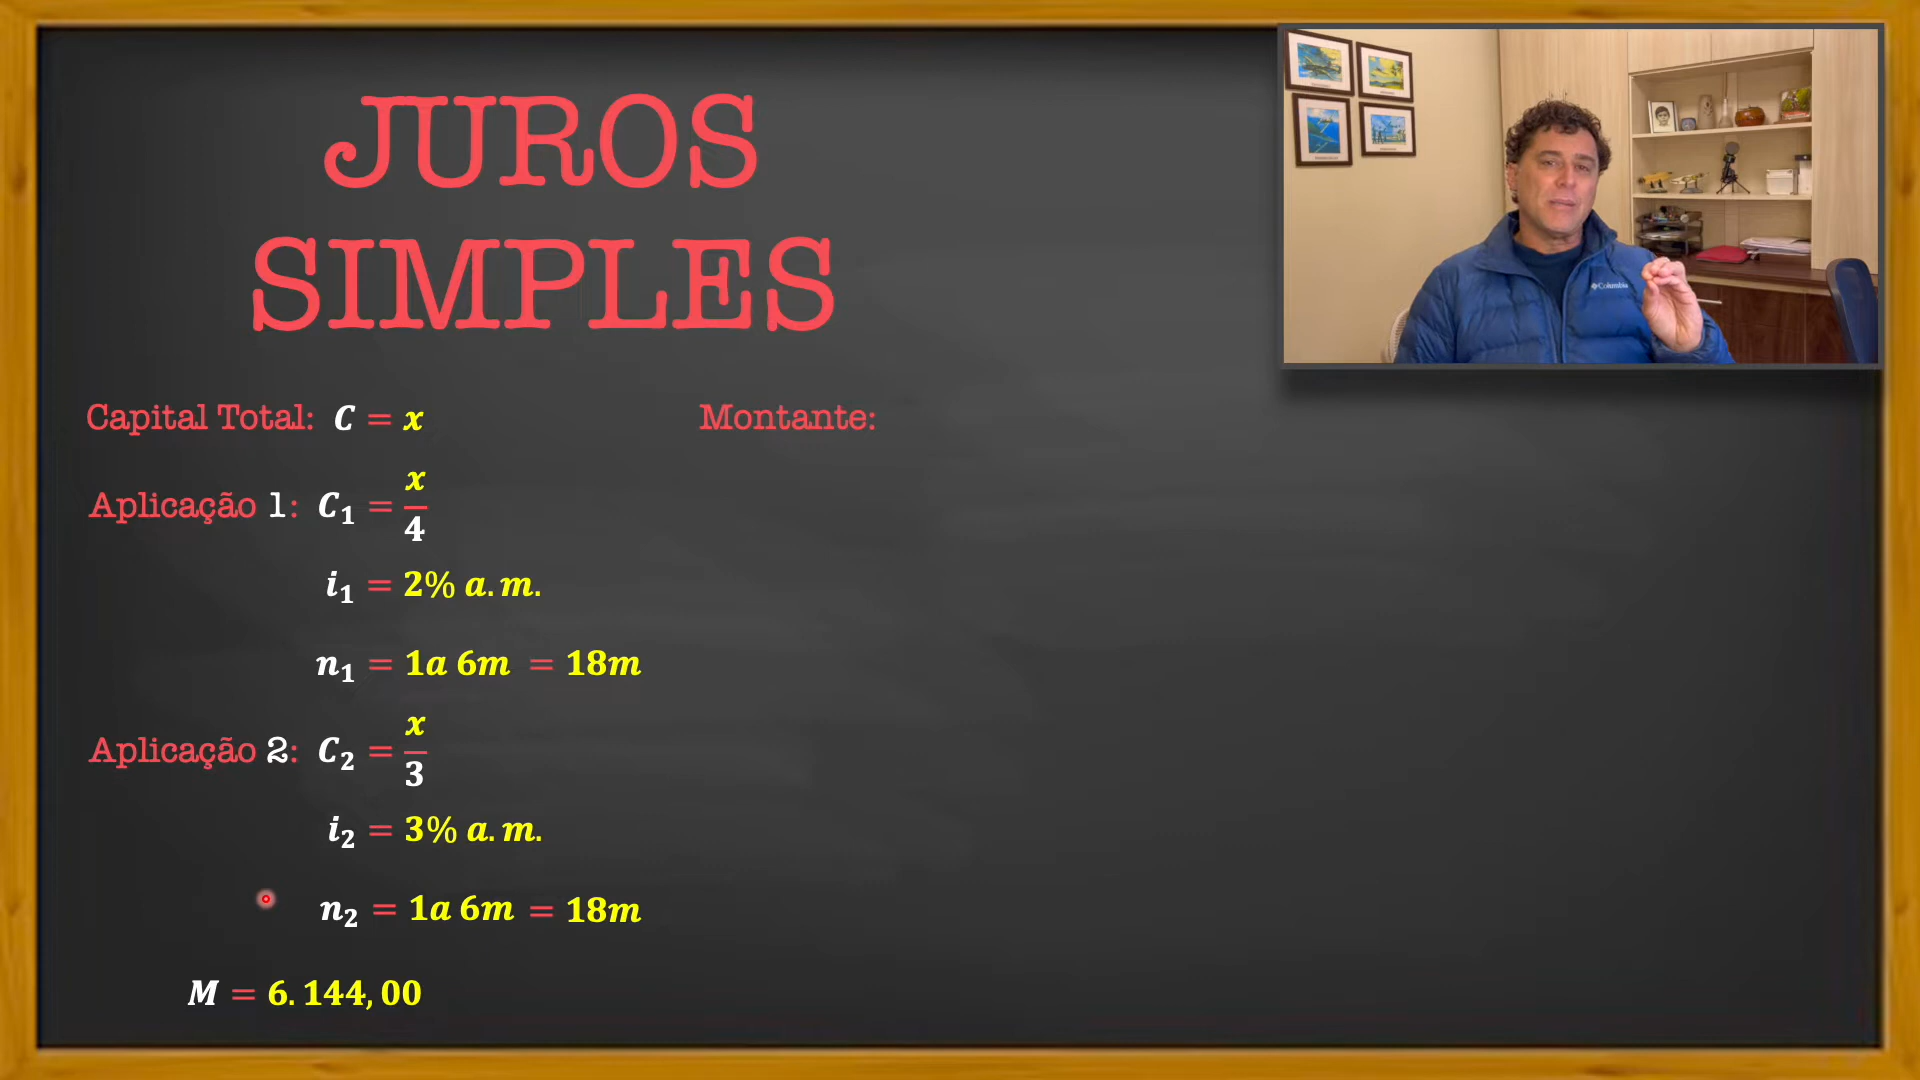 JUROS
SIMPLES
Capital Total: C = x
Montante:
Aplicação 1: C₁ = x/4
i₁ = 2% a.m.
n₁ = 1a 6m = 18m
Aplicação 2: C₂ = x/3
i₂ = 3% a.m.
n₂ = 1a 6m = 18m
M = 6.144,00
Columbia